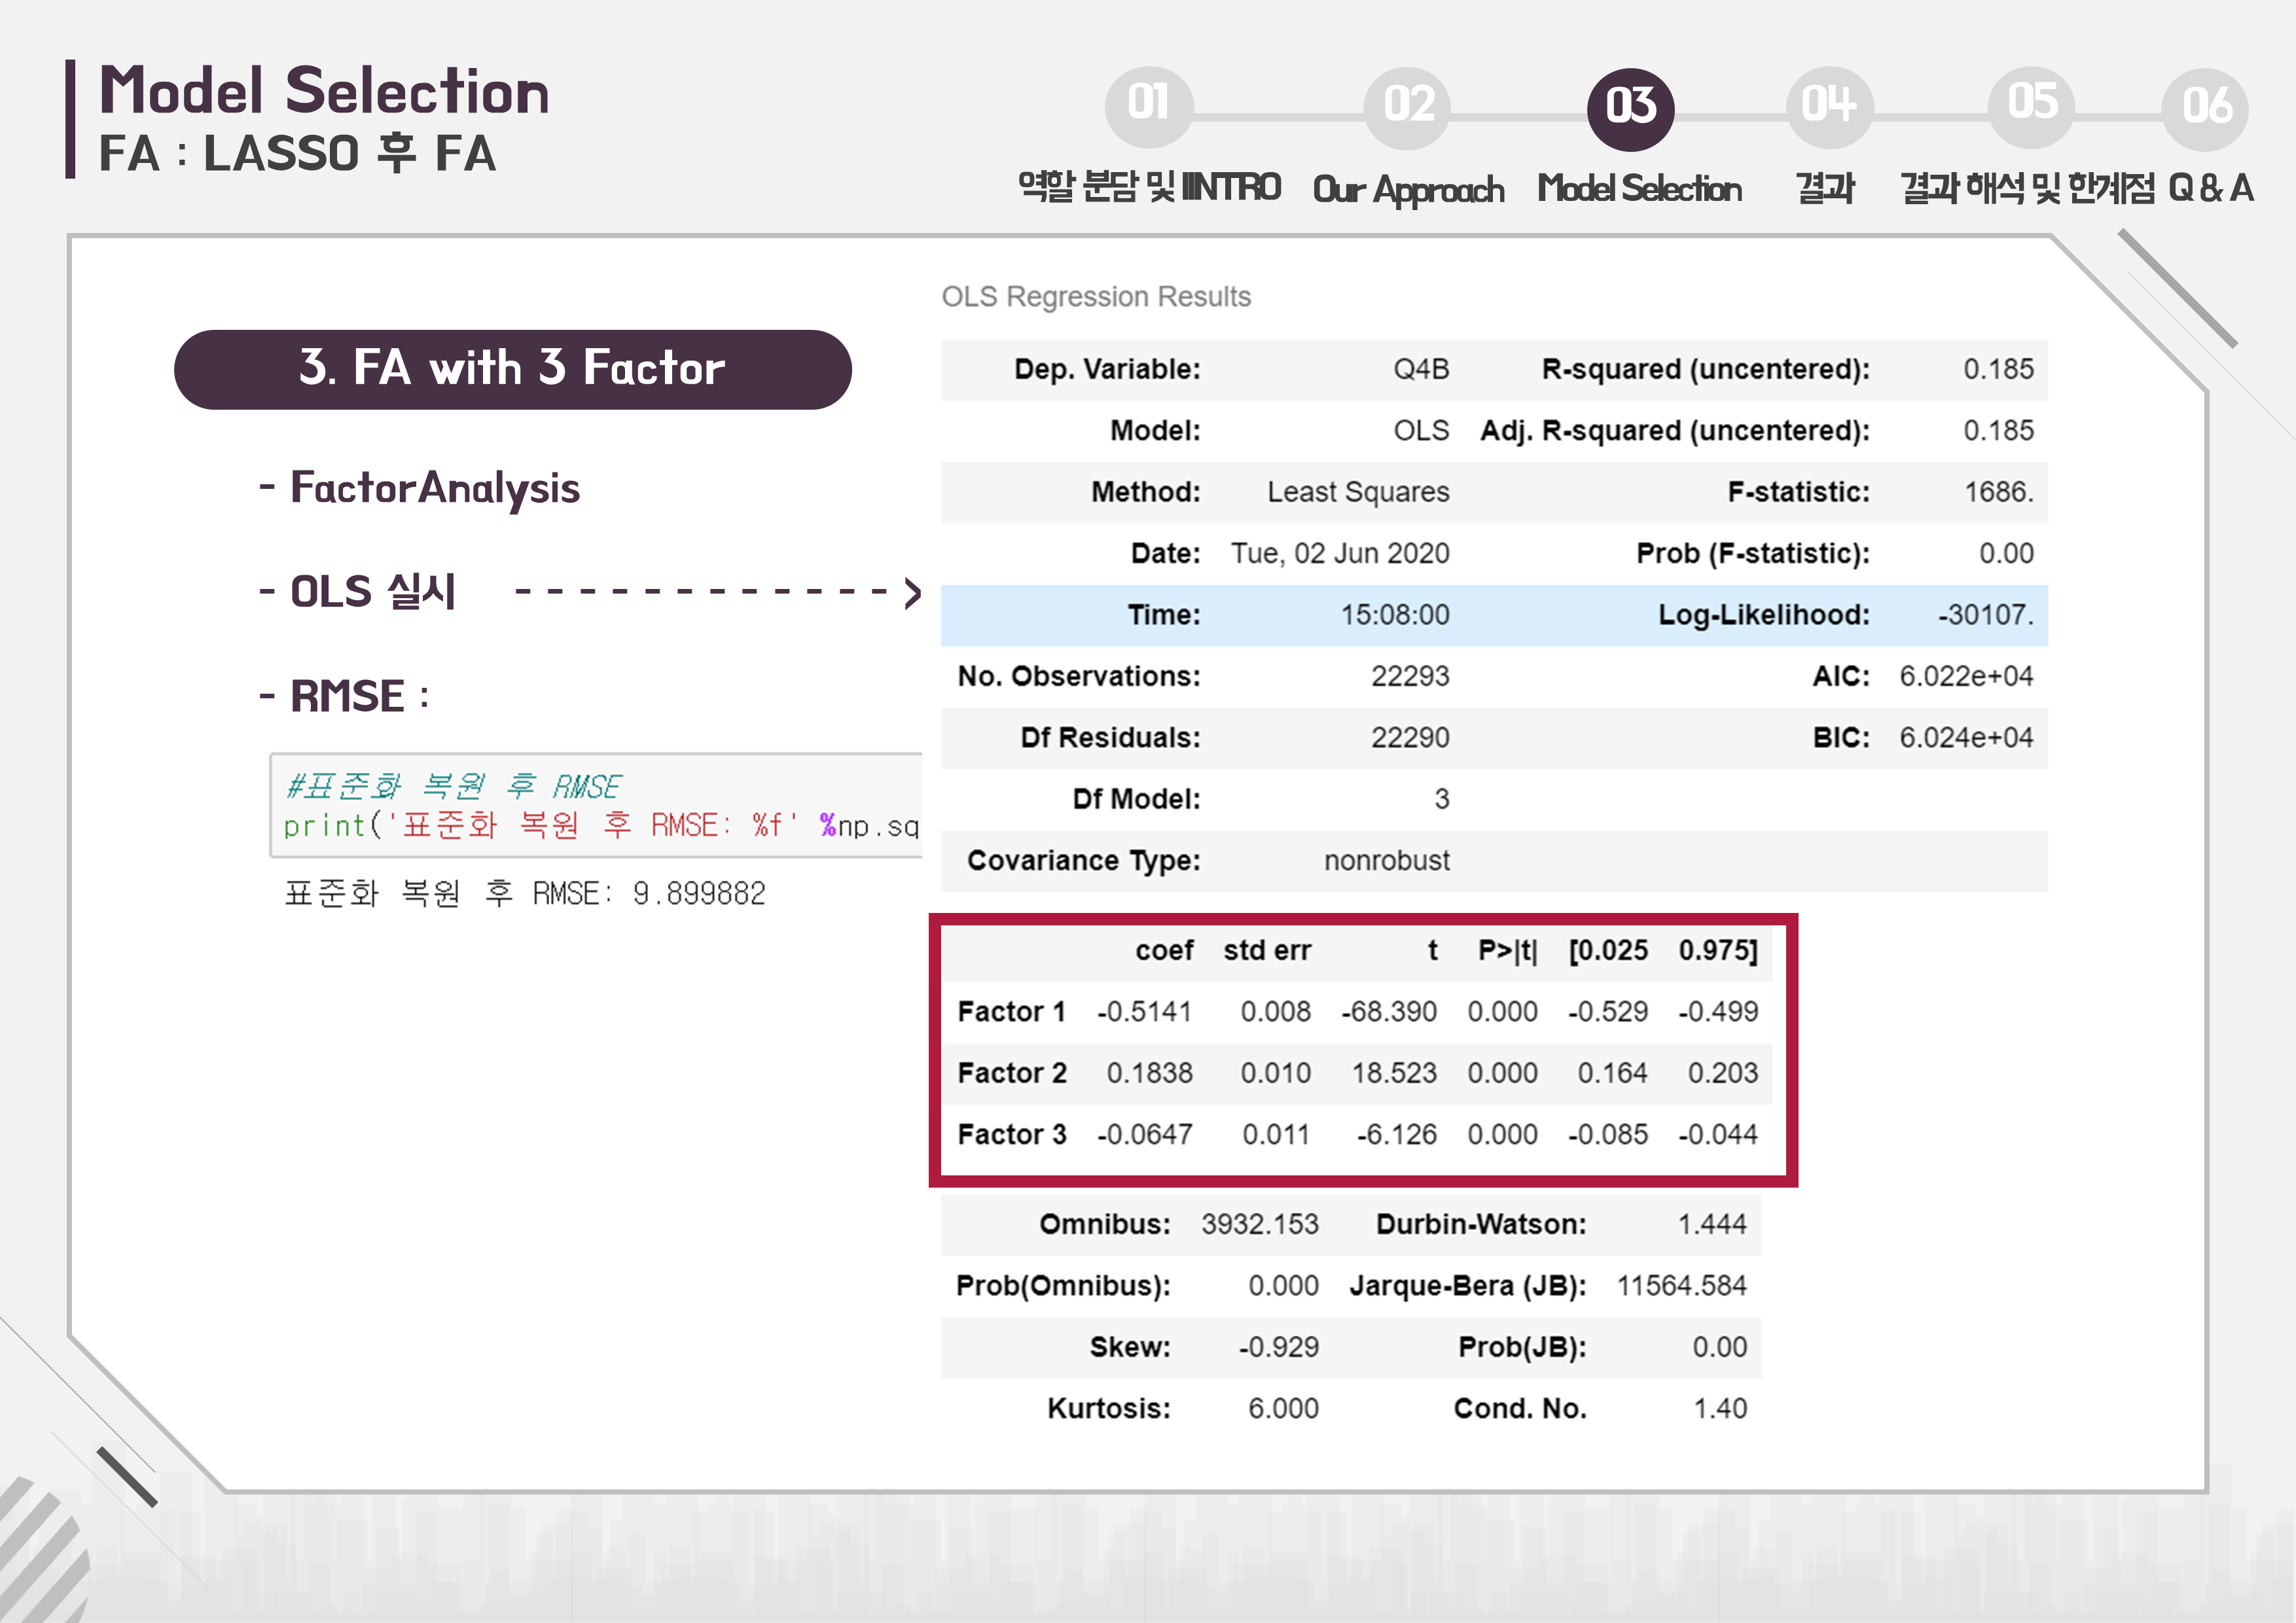 Model Selection
FA : LASSO 후 FA
01 02 03 04 05 06
역할 분담 및 IINTRO Our Approach Model Selection 결과 결과 해석 및 한계점 Q & A
3. FA with 3 Factor
- FactorAnalysis
- OLS 실시 - - - - - - - - - - - - >
- RMSE :
#표준화 복원 후 RMSE
print('표준화 복원 후 RMSE: %f' %np.sq
표준화 복원 후 RMSE: 9.899882
OLS Regression Results
Dep. Variable: Q4B R-squared (uncentered): 0.185
Model: OLS Adj. R-squared (uncentered): 0.185
Method: Least Squares F-statistic: 1686.
Date: Tue, 02 Jun 2020 Prob (F-statistic): 0.00
Time: 15:08:00 Log-Likelihood: -30107.
No. Observations: 22293 AIC: 6.022e+04
Df Residuals: 22290 BIC: 6.024e+04
Df Model: 3
Covariance Type: nonrobust
coef std err t P>|t| [0.025 0.975]
Factor 1 -0.5141 0.008 -68.390 0.000 -0.529 -0.499
Factor 2 0.1838 0.010 18.523 0.000 0.164 0.203
Factor 3 -0.0647 0.011 -6.126 0.000 -0.085 -0.044
Omnibus: 3932.153 Durbin-Watson: 1.444
Prob(Omnibus): 0.000 Jarque-Bera (JB): 11564.584
Skew: -0.929 Prob(JB): 0.00
Kurtosis: 6.000 Cond. No. 1.40